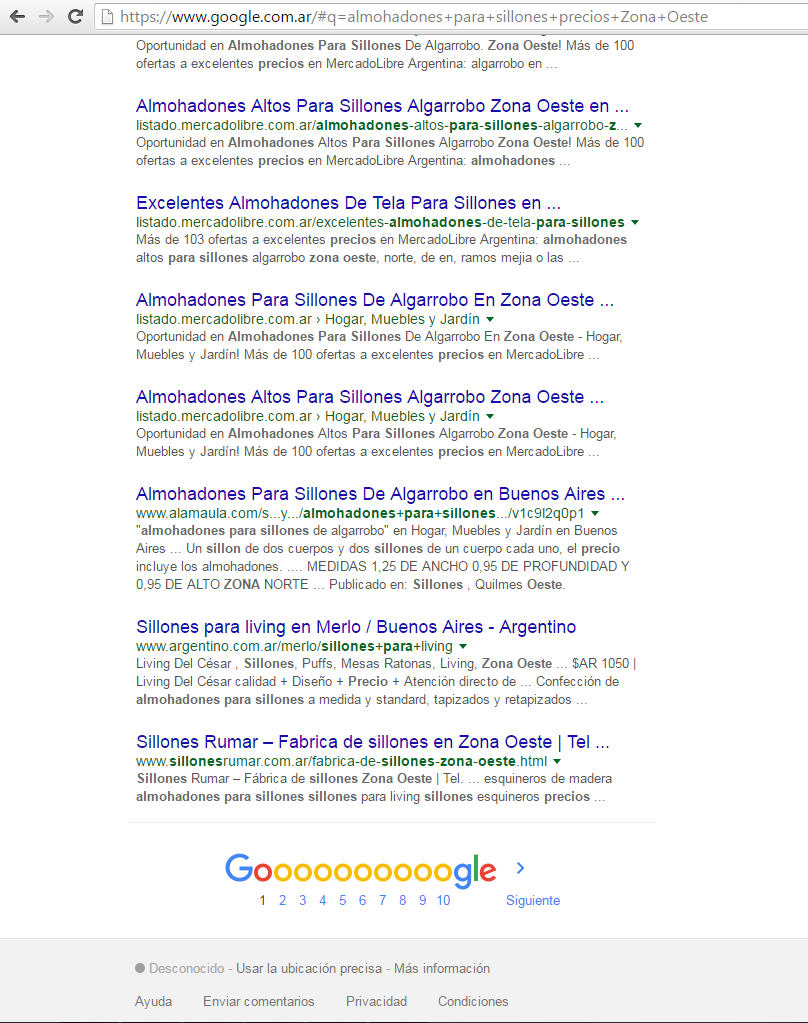 https://www.google.com.ar/#q=almohadones+para+sillones+precios+Zona+Oeste
Oportunidad en Almohadones Para Sillones De Algarrobo. Zona Oeste! Más de 100
ofertas a excelentes precios en MercadoLibre Argentina: algarrobo en ...
Almohadones Altos Para Sillones Algarrobo Zona Oeste en ...
listado.mercadolibre.com.ar/almohadones-altos-para-sillones-algarrobo-z...
Oportunidad en Almohadones Altos Para Sillones Algarrobo Zona Oeste! Más de 100
ofertas a excelentes precios en MercadoLibre Argentina: almohadones ...
Excelentes Almohadones De Tela Para Sillones en ...
listado.mercadolibre.com.ar/excelentes-almohadones-de-tela-para-sillones
Más de 103 ofertas a excelentes precios en MercadoLibre Argentina: almohadones
altos para sillones algarrobo zona oeste, norte, de en, ramos mejia o las ...
Almohadones Para Sillones De Algarrobo En Zona Oeste ...
listado.mercadolibre.com.ar › Hogar, Muebles y Jardín
Oportunidad en Almohadones Para Sillones De Algarrobo En Zona Oeste - Hogar,
Muebles y Jardín! Más de 100 ofertas a excelentes precios en MercadoLibre ...
Almohadones Altos Para Sillones Algarrobo Zona Oeste ...
listado.mercadolibre.com.ar › Hogar, Muebles y Jardín
Oportunidad en Almohadones Altos Para Sillones Algarrobo Zona Oeste - Hogar,
Muebles y Jardín! Más de 100 ofertas a excelentes precios en MercadoLibre ...
Almohadones Para Sillones De Algarrobo en Buenos Aires ...
www.alamaula.com/s...y.../almohadones+para+sillones.../v1c9l2q0p1
"almohadones para sillones de algarrobo" en Hogar, Muebles y Jardín en Buenos
Aires ... Un sillon de dos cuerpos y dos sillones de un cuerpo cada uno, el precio
incluye los almohadones. .... MEDIDAS 1,25 DE ANCHO 0,95 DE PROFUNDIDAD Y
0,95 DE ALTO ZONA NORTE ... Publicado en: Sillones , Quilmes Oeste.
Sillones para living en Merlo / Buenos Aires - Argentino
www.argentino.com.ar/merlo/sillones+para+living
Living Del César , Sillones, Puffs, Mesas Ratonas, Living, Zona Oeste ... $AR 1050 |
Living Del César calidad + Diseño + Precio + Atención directo de ... Confección de
almohadones para sillones a medida y standard, tapizados y retapizados ...
Sillones Rumar – Fabrica de sillones en Zona Oeste | Tel ...
www.sillonesrumar.com.ar/fabrica-de-sillones-zona-oeste.html
Sillones Rumar – Fábrica de sillones Zona Oeste | Tel. ... esquineros de madera
almohadones para sillones sillones para living sillones esquineros precios ...
Goooooooooogle
1 2 3 4 5 6 7 8 9 10 Siguiente
Desconocido - Usar la ubicación precisa - Más información
Ayuda Enviar comentarios Privacidad Condiciones